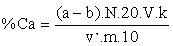 %Ca = (a – b).N.20.V.k
v`.m.10